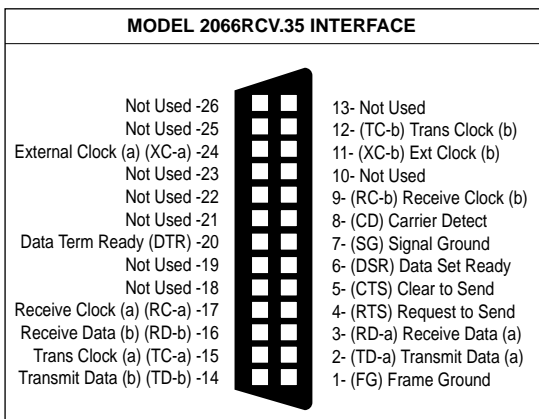 MODEL 2066RCV.35 INTERFACE
Not Used -26
Not Used -25
External Clock (a) (XC-a) -24
Not Used -23
Not Used -22
Not Used -21
Data Term Ready (DTR) -20
Not Used -19
Not Used -18
Receive Clock (a) (RC-a) -17
Receive Data (b) (RD-b) -16
Trans Clock (a) (TC-a) -15
Transmit Data (b) (TD-b) -14
13- Not Used
12- (TC-b) Trans Clock (b)
11- (XC-b) Ext Clock (b)
10- Not Used
9- (RC-b) Receive Clock (b)
8- (CD) Carrier Detect
7- (SG) Signal Ground
6- (DSR) Data Set Ready
5- (CTS) Clear to Send
4- (RTS) Request to Send
3- (RD-a) Receive Data (a)
2- (TD-a) Transmit Data (a)
1- (FG) Frame Ground